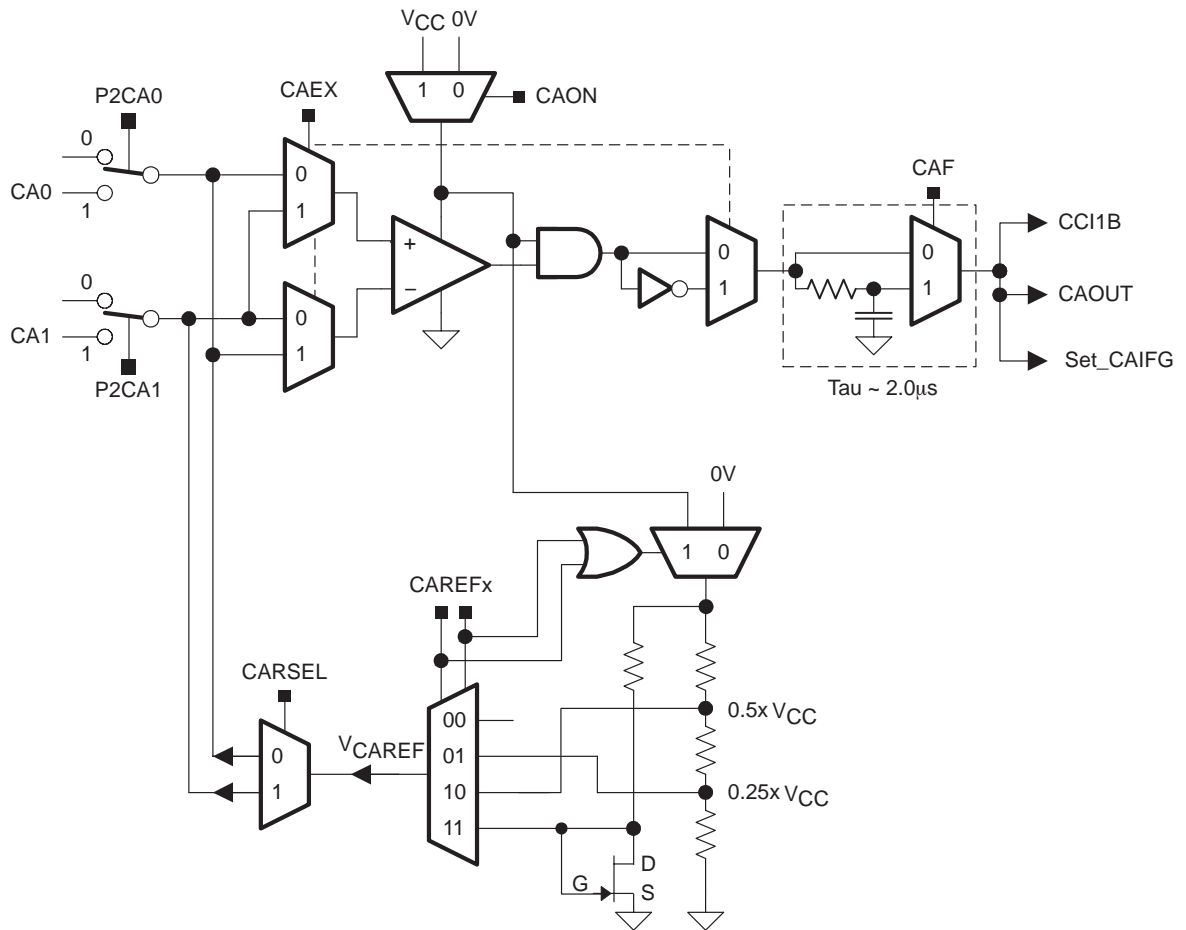 VCC 0V
1 0
CAON
P2CA0
CAEX
0
CA0
1
0
1
CAF
0
CA1
1
P2CA1
+
−
0
1
0
1
0
1
CCI1B
CAOUT
Set_CAIFG
Tau ~ 2.0μs
0V
1 0
CAREFx
CARSEL
0
1
VCAREF
00
01
10
11
0.5x VCC
0.25x VCC
D
G
S